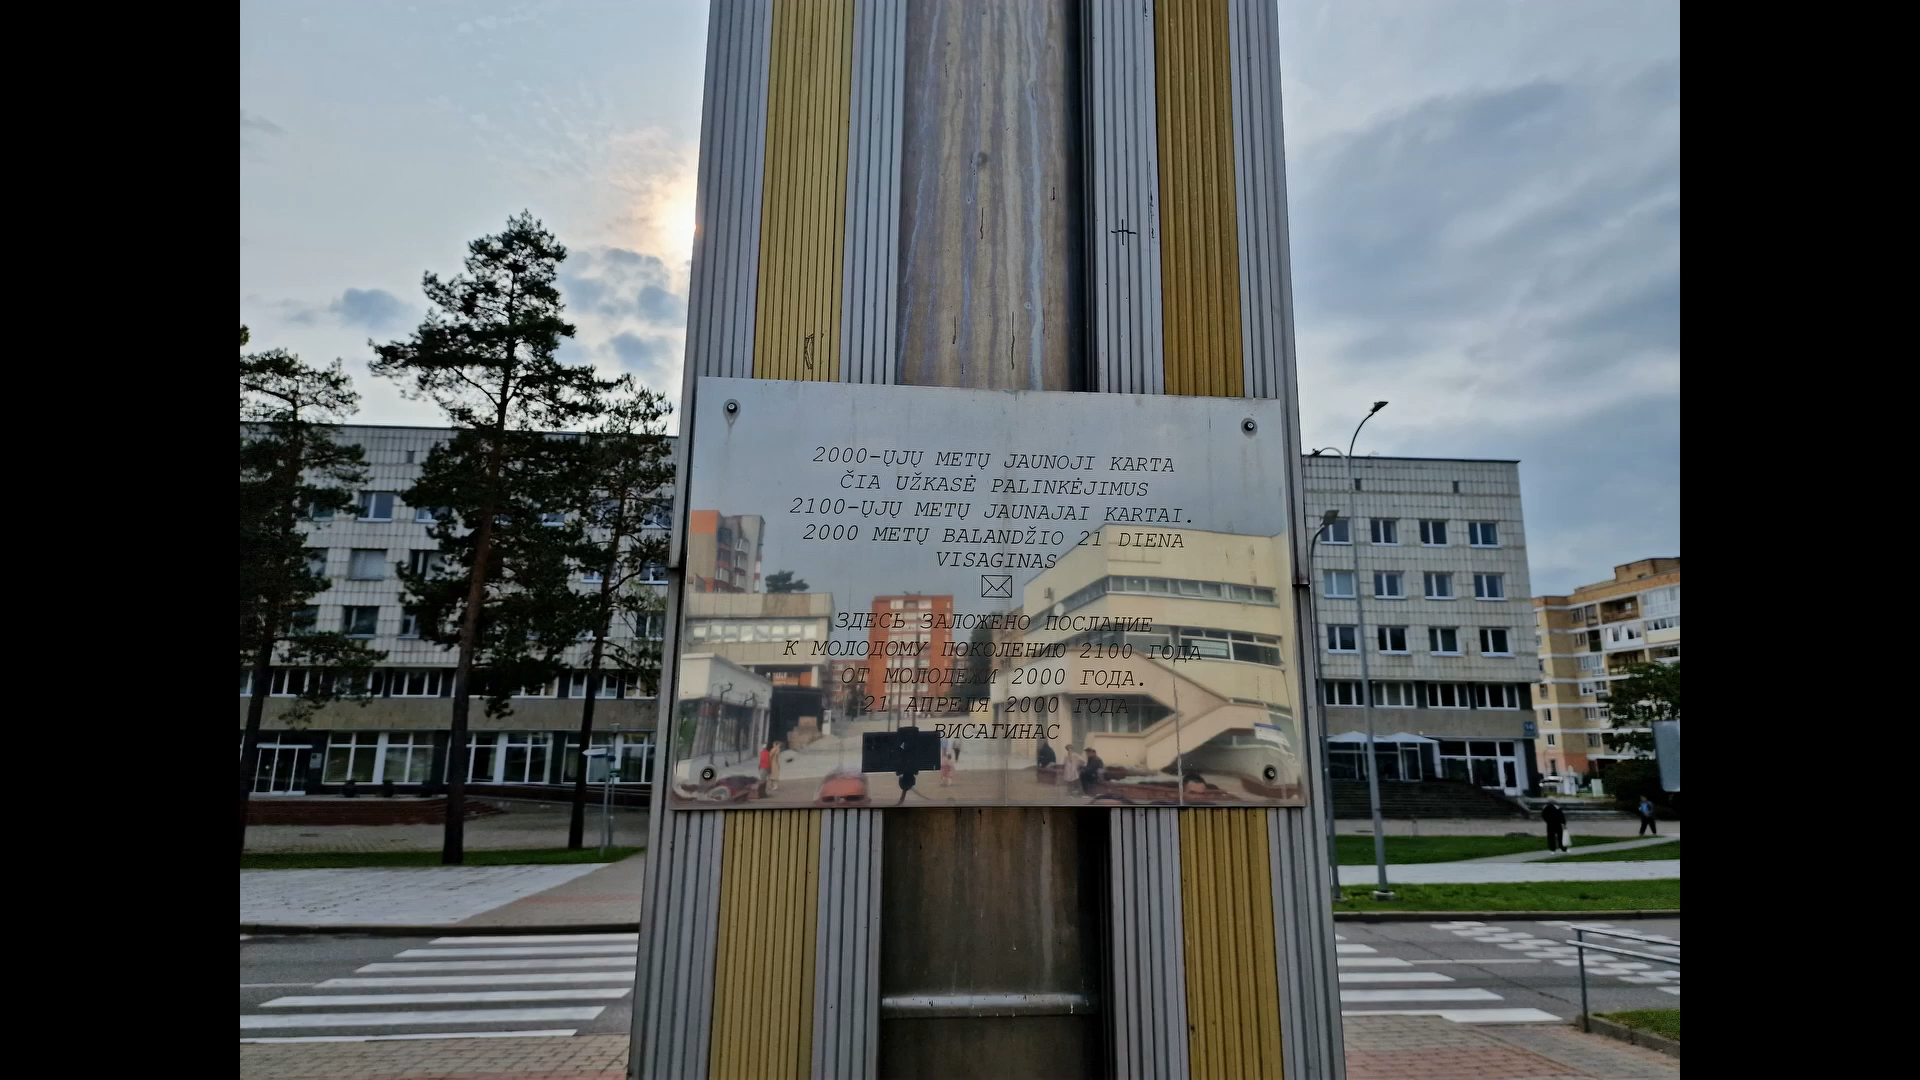 2000-ŲJŲ METŲ JAUNOJI KARTA
ČIA UŽKASĖ PALINKĖJIMUS
2100-ŲJŲ METŲ JAUNAJAI KARTAI.
2000 METŲ BALANDŽIO 21 DIENA
VISAGINAS
ЗДЕСЬ ЗАЛОЖЕНО ПОСЛАНИЕ
К МОЛОДОМУ ПОКОЛЕНИЮ 2100 ГОДА
ОТ МОЛОДЕЖИ 2000 ГОДА.
21 АПРЕЛЯ 2000 ГОДА
ВИСАГИНАС